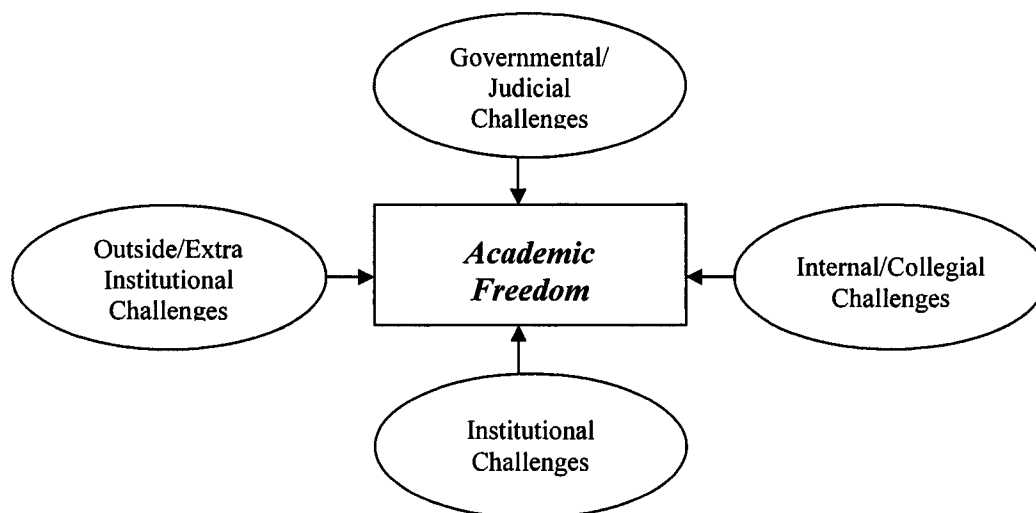 Governmental/
Judicial
Challenges
Outside/Extra
Institutional
Challenges
Academic
Freedom
Internal/Collegial
Challenges
Institutional
Challenges